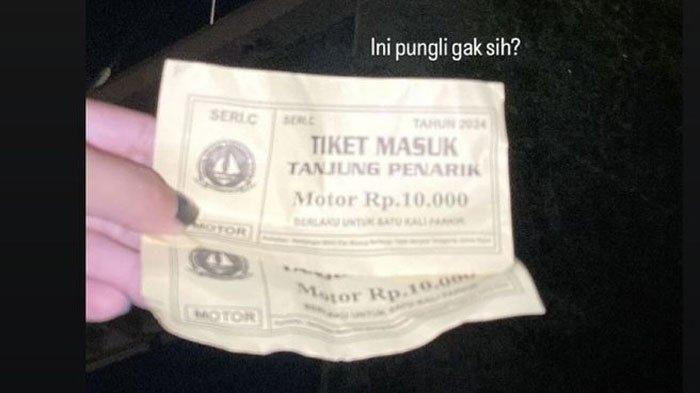 Ini pungli gak sih?
SERI.C SERI.C TAHUN 2024
TIKET MASUK
TANJUNG PENARIK
Motor Rp.10.000
BERLAKU UNTUK SATU KALI PARKIR
MOTOR
Motor Rp.10.000
MOTOR